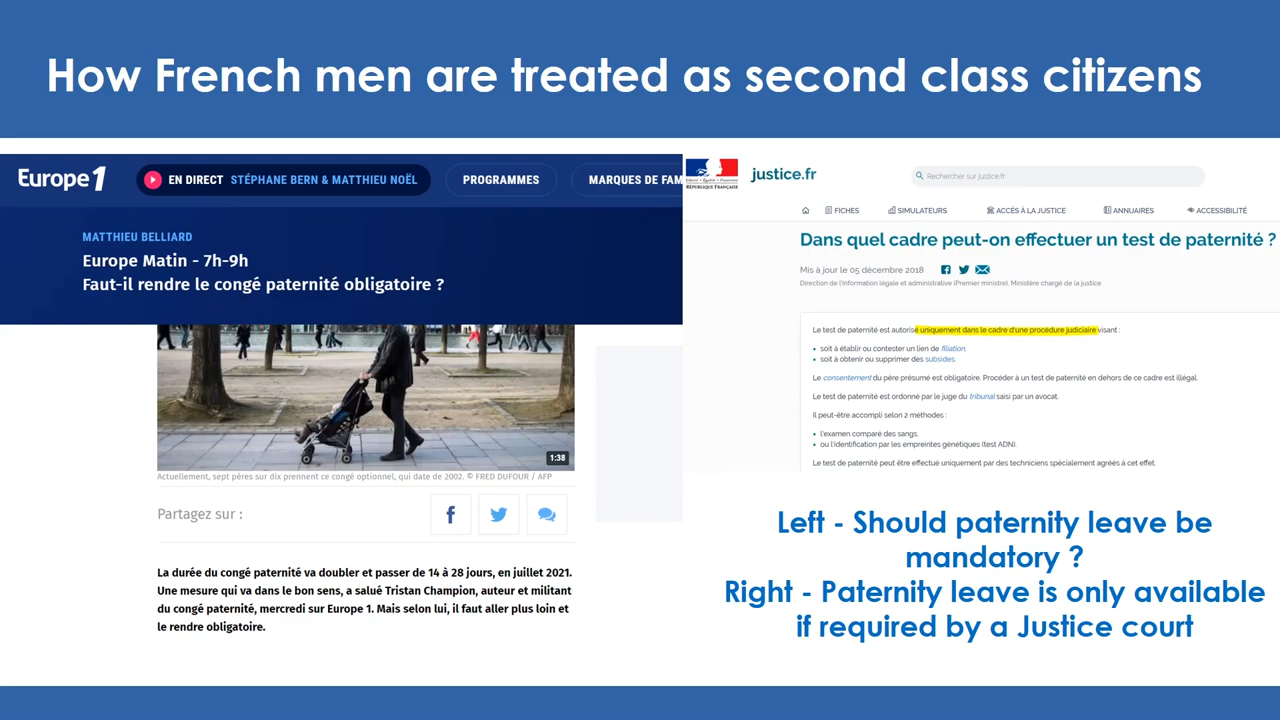 How French men are treated as second class citizens
Europe 1
EN DIRECT STÉPHANE BERN & MATTHIEU NOËL
PROGRAMMES
MARQUES DE FAM
MATTHIEU BELLIARD
Europe Matin - 7h-9h
Faut-il rendre le congé paternité obligatoire ?
1:38
Actuellement, sept pères sur dix prennent ce congé optionnel, qui date de 2002. © FRED DUFOUR / AFP
Partagez sur :
La durée du congé paternité va doubler et passer de 14 à 28 jours, en juillet 2021.
Une mesure qui va dans le bon sens, a salué Tristan Champion, auteur et militant
du congé paternité, mercredi sur Europe 1. Mais selon lui, il faut aller plus loin et
le rendre obligatoire.
Liberté • Égalité • Fraternité
RÉPUBLIQUE FRANÇAISE
justice.fr
Rechercher sur justice.fr
FICHES
SIMULATEURS
ACCÈS À LA JUSTICE
ANNUAIRES
ACCESSIBILITÉ
Dans quel cadre peut-on effectuer un test de paternité ?
Mis à jour le 05 décembre 2018
Direction de l'information légale et administrative (Premier ministre), Ministère chargé de la justice
Le test de paternité est autorisé uniquement dans le cadre d'une procédure judiciaire visant :
• soit à établir ou contester un lien de filiation,
• soit à obtenir ou supprimer des subsides.
Le consentement du père présumé est obligatoire. Procéder à un test de paternité en dehors de ce cadre est illégal.
Le test de paternité est ordonné par le juge du tribunal saisi par un avocat.
Il peut-être accompli selon 2 méthodes :
• l'examen comparé des sangs,
• ou l'identification par les empreintes génétiques (test ADN).
Le test de paternité peut être effectué uniquement par des techniciens spécialement agréés à cet effet.
Left - Should paternity leave be
mandatory ?
Right - Paternity leave is only available
if required by a Justice court